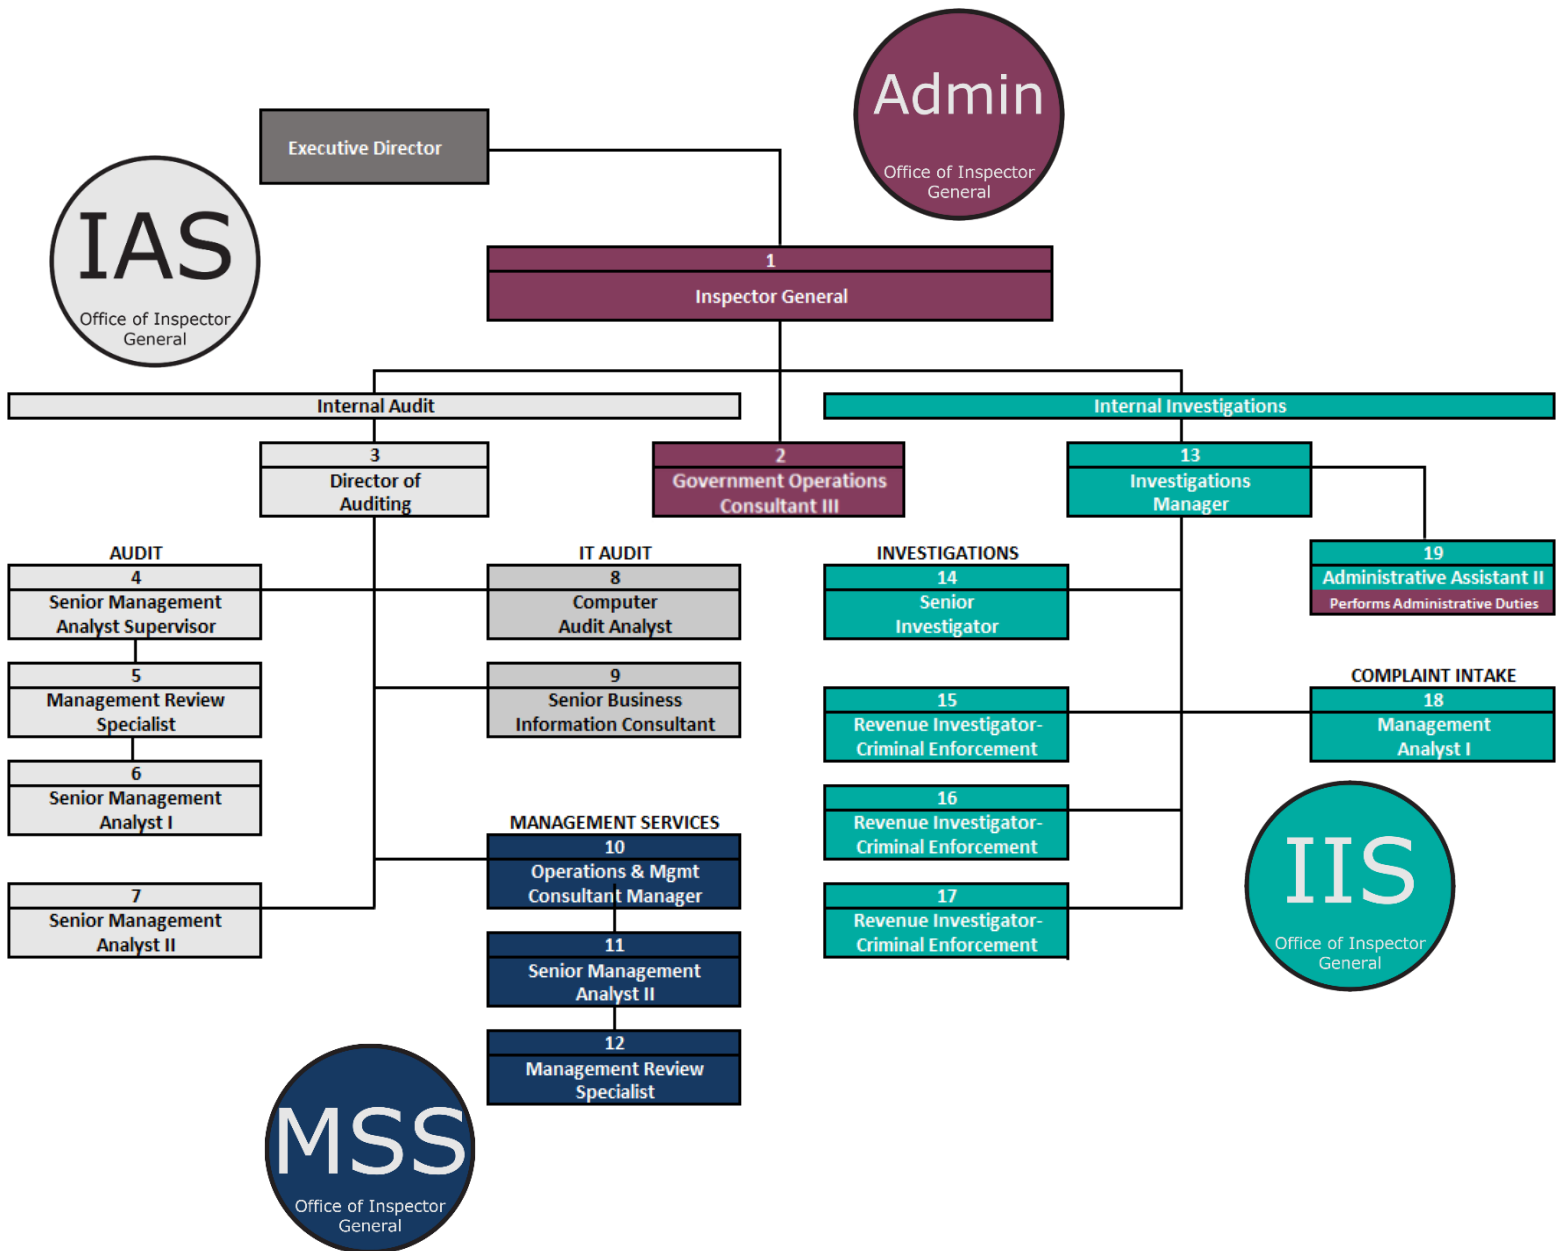 Admin
Office of Inspector
General
Executive Director
IAS
Office of Inspector
General
1
Inspector General
Internal Audit
Internal Investigations
3
Director of
Auditing
2
Government Operations
Consultant III
13
Investigations
Manager
19
Administrative Assistant II
Performs Administrative Duties
AUDIT
4
Senior Management
Analyst Supervisor
5
Management Review
Specialist
6
Senior Management
Analyst I
7
Senior Management
Analyst II
IT AUDIT
8
Computer
Audit Analyst
9
Senior Business
Information Consultant
MANAGEMENT SERVICES
10
Operations & Mgmt
Consultant Manager
11
Senior Management
Analyst II
12
Management Review
Specialist
INVESTIGATIONS
14
Senior
Investigator
15
Revenue Investigator-
Criminal Enforcement
16
Revenue Investigator-
Criminal Enforcement
17
Revenue Investigator-
Criminal Enforcement
COMPLAINT INTAKE
18
Management
Analyst I
IIS
Office of Inspector
General
MSS
Office of Inspector
General